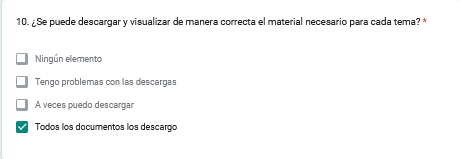 10. ¿Se puede descargar y visualizar de manera correcta el material necesario para cada tema? *
Ningún elemento
Tengo problemas con las descargas
A veces puedo descargar
Todos los documentos los descargo